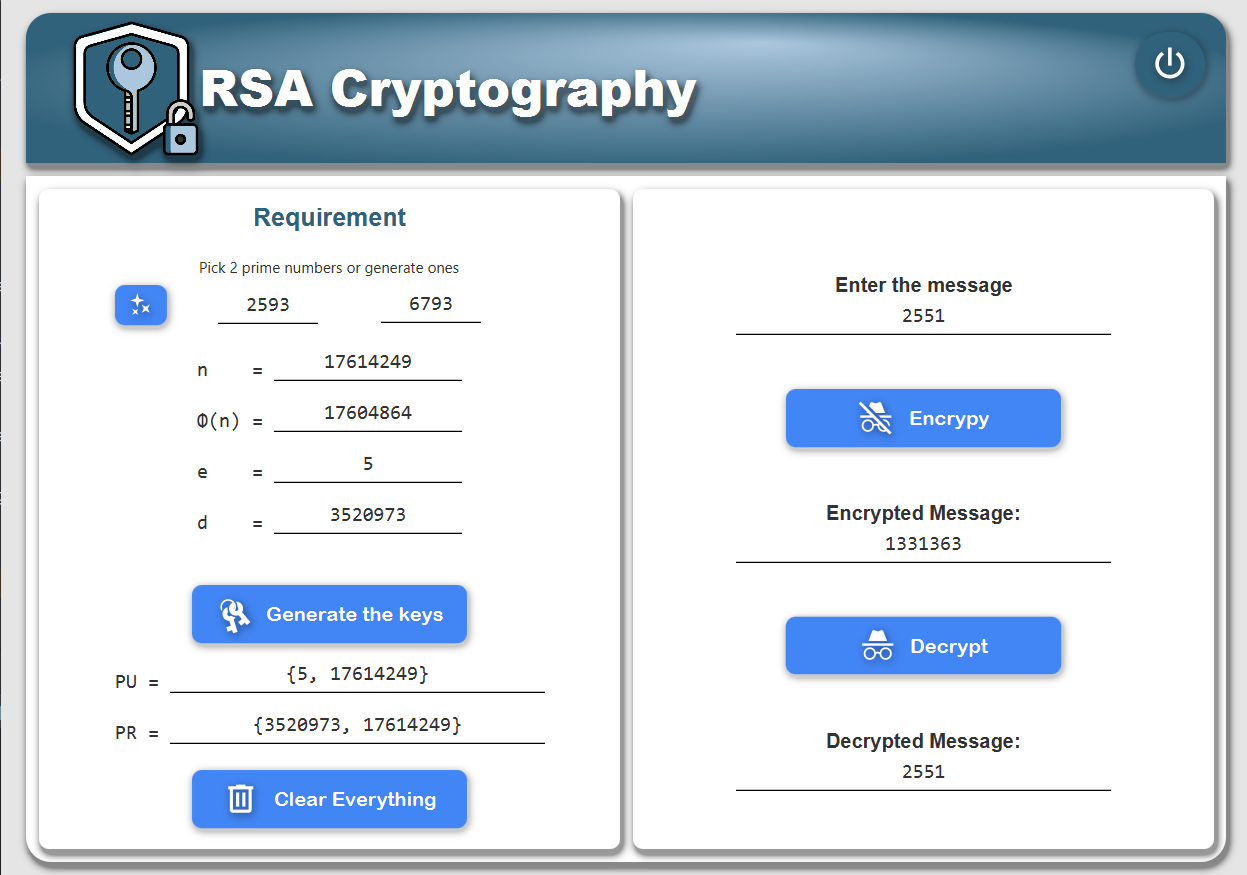 RSA Cryptography
Requirement
Pick 2 prime numbers or generate ones
2593 6793
n = 17614249
Φ(n) = 17604864
e = 5
d = 3520973
Generate the keys
PU = {5, 17614249}
PR = {3520973, 17614249}
Clear Everything
Enter the message
2551
Encrypy
Encrypted Message:
1331363
Decrypt
Decrypted Message:
2551